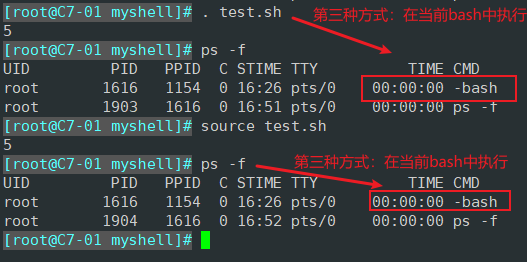 [root@C7-01 myshell]# . test.sh 第三种方式：在当前bash中执行
5
[root@C7-01 myshell]# ps -f
UID PID PPID C STIME TTY TIME CMD
root 1616 1154 0 16:26 pts/0 00:00:00 -bash
root 1903 1616 0 16:51 pts/0 00:00:00 ps -f
[root@C7-01 myshell]# source test.sh
5
[root@C7-01 myshell]# ps -f 第三种方式：在当前bash中执行
UID PID PPID C STIME TTY TIME CMD
root 1616 1154 0 16:26 pts/0 00:00:00 -bash
root 1904 1616 0 16:52 pts/0 00:00:00 ps -f
[root@C7-01 myshell]#